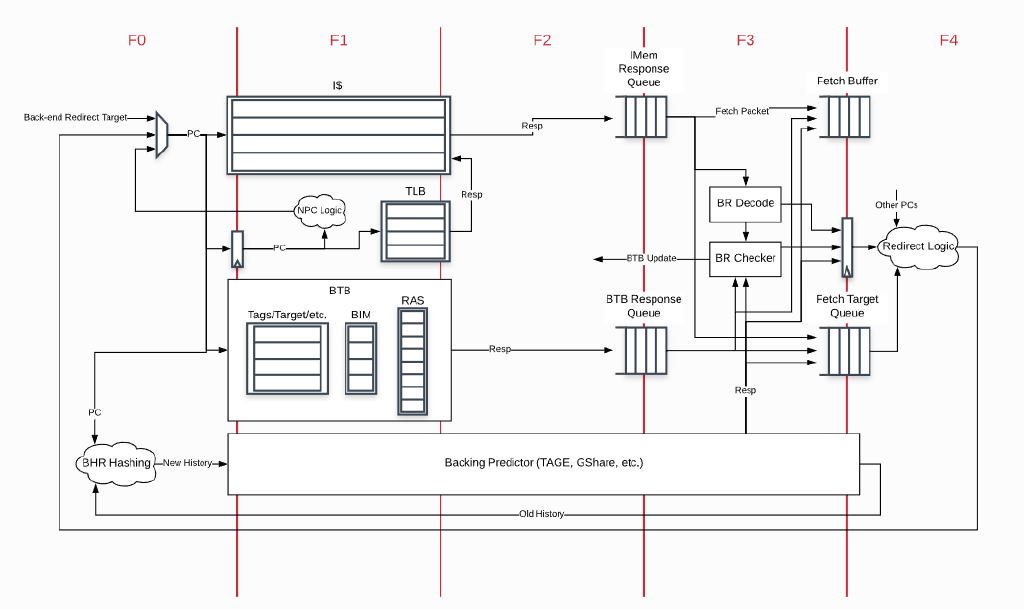 F0
F1
F2
F3
F4
IMem
Response
Queue
Fetch Buffer
I$
Back-end Redirect Target
PC
Resp
Fetch Packet
TLB
Resp
NPC Logic
BR Decode
Other PCs
PC
BTB Update
BR Checker
Redirect Logic
BTB
RAS
Tags/Target/etc.
BIM
BTB Response
Queue
Fetch Target
Queue
Resp
Resp
PC
BHR Hashing
New History
Backing Predictor (TAGE, GShare, etc.)
Old History